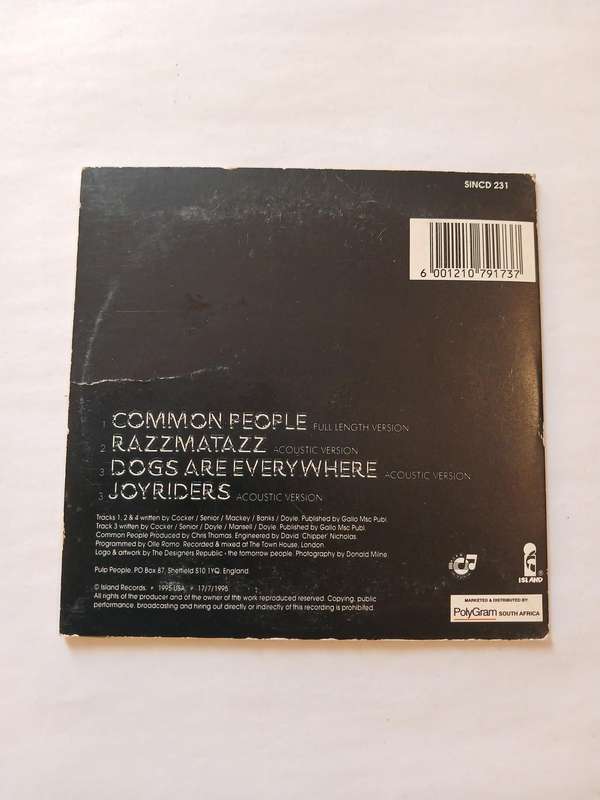 SINCD 231
6 001210 791737
1 COMMON PEOPLE FULL LENGTH VERSION
2 RAZZMATAZZ ACOUSTIC VERSION
3 DOGS ARE EVERYWHERE ACOUSTIC VERSION
3 JOYRIDERS ACOUSTIC VERSION
Tracks 1, 2 & 4 written by Cocker / Senior / Mackey / Banks / Doyle. Published by Gallo Msc Publ.
Track 3 written by Cocker / Senior / Doyle / Mansell / Doyle. Published by Gallo Msc Publ.
Common People Produced by Chris Thomas. Engineered by David 'Chipper' Nicholas.
Programmed by Olle Romo. Recorded & mixed at The Town House, London.
Logo & artwork by The Designers Republic - the tomorrow people. Photography by Donald Milne.
Pulp People. PO Box 87, Sheffield S10 1YQ. England.
© Island Records. • 1995 USA. • 17/7/1996
All rights of the producer and of the owner of the work reproduced reserved. Copying, public
performance, broadcasting and hiring out directly or indirectly of this recording is prohibited.
ISLAND
MARKETED & DISTRIBUTED BY:
PolyGram SOUTH AFRICA